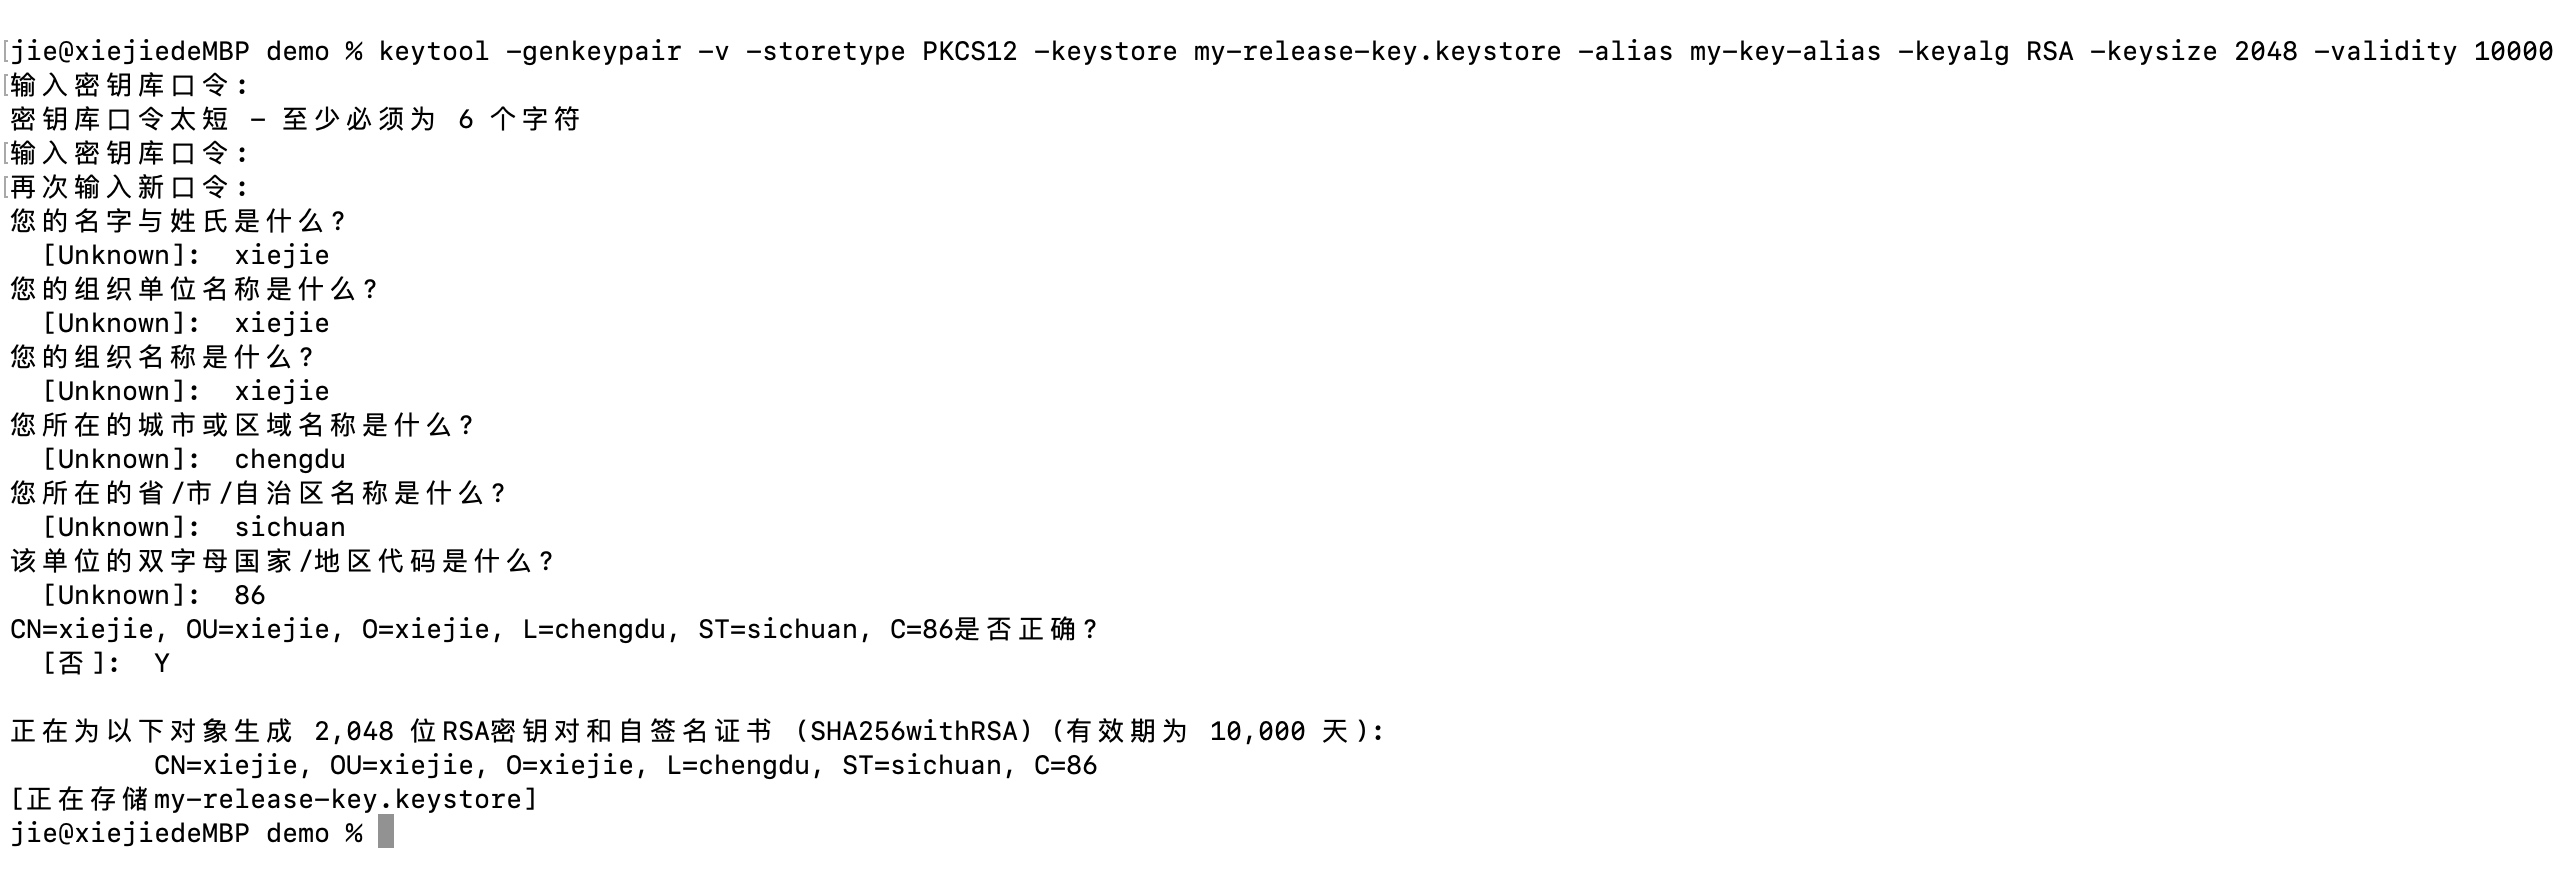 jie@xiejiedeMBP demo % keytool -genkeypair -v -storetype PKCS12 -keystore my-release-key.keystore -alias my-key-alias -keyalg RSA -keysize 2048 -validity 10000
输入密钥库口令:
密钥库口令太短 - 至少必须为 6 个字符
输入密钥库口令:
再次输入新口令:
您的名字与姓氏是什么?
[Unknown]: xiejie
您的组织单位名称是什么?
[Unknown]: xiejie
您的组织名称是什么?
[Unknown]: xiejie
您所在的城市或区域名称是什么?
[Unknown]: chengdu
您所在的省/市/自治区名称是什么?
[Unknown]: sichuan
该单位的双字母国家/地区代码是什么?
[Unknown]: 86
CN=xiejie, OU=xiejie, O=xiejie, L=chengdu, ST=sichuan, C=86是否正确?
[否]: Y
正在为以下对象生成 2,048 位RSA密钥对和自签名证书 (SHA256withRSA) (有效期为 10,000 天):
CN=xiejie, OU=xiejie, O=xiejie, L=chengdu, ST=sichuan, C=86
[正在存储my-release-key.keystore]
jie@xiejiedeMBP demo %